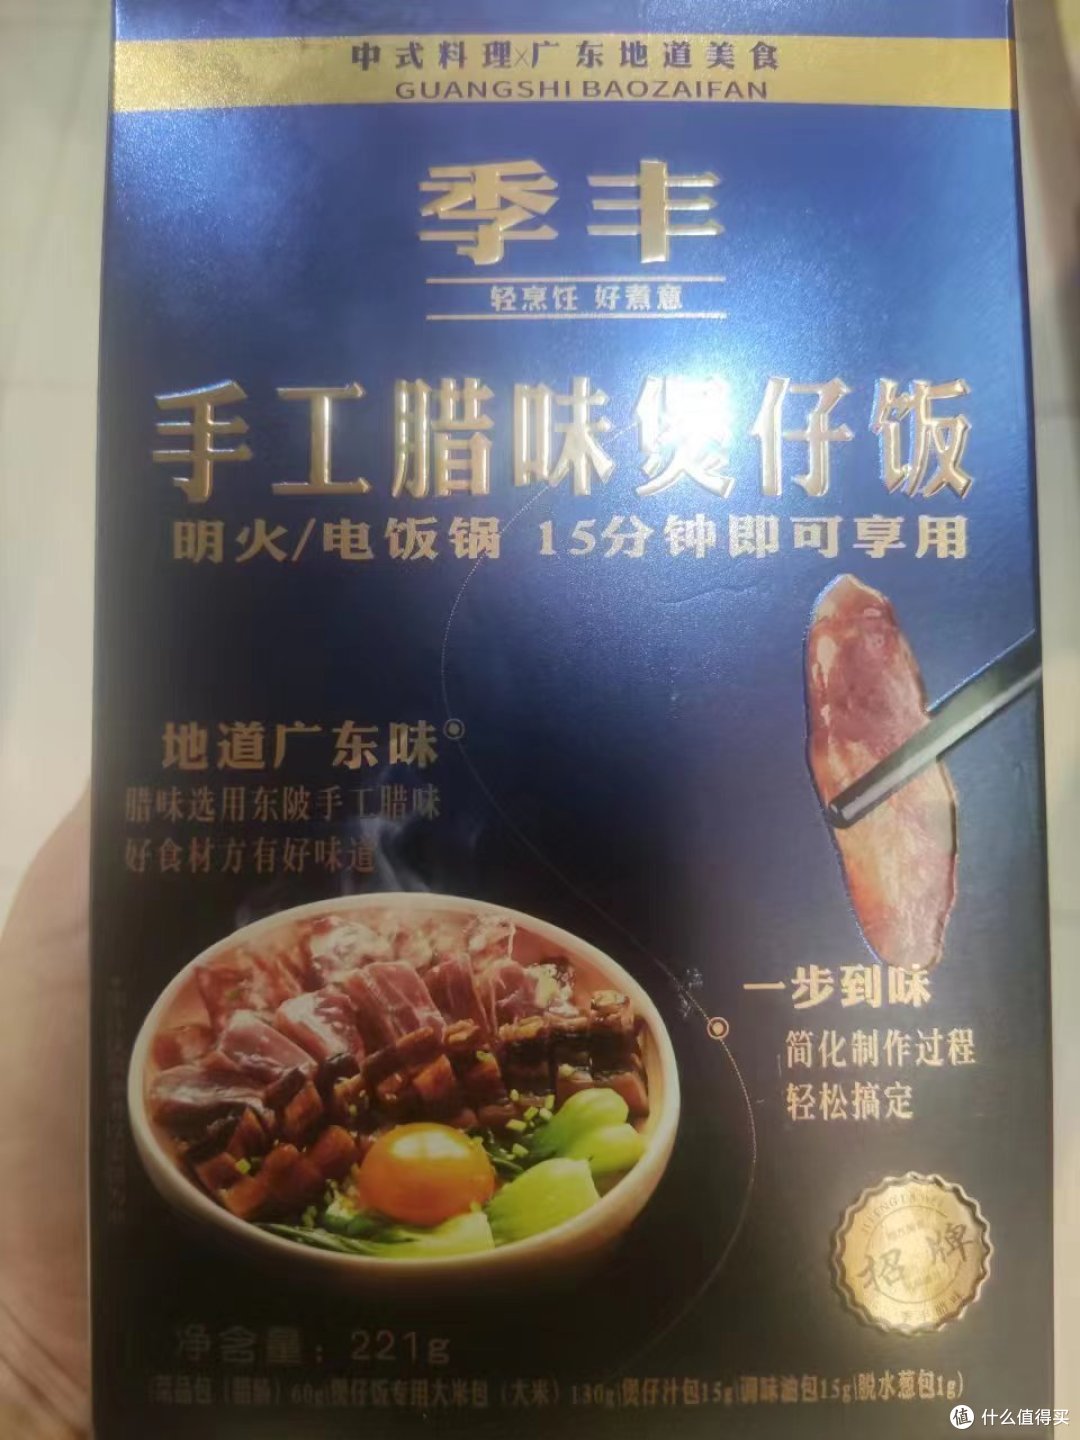 中式料理×广东地道美食
GUANGSHI BAOZAIFAN
季丰
轻烹饪 好煮意
手工腊味煲仔饭
明火/电饭锅 15分钟即可享用
地道广东味
腊味选用东陂手工腊味
好食材方有好味道
一步到味
简化制作过程
轻松搞定
招牌
净含量：221g
菜品包（腊肠）60g|煲仔饭专用大米包（大米）130g|煲仔汁包15g|调味油包15g|脱水葱包1g)
值 什么值得买